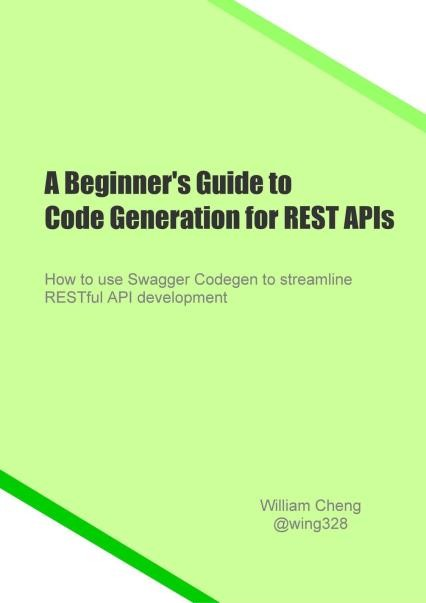 A Beginner's Guide to
Code Generation for REST APIs
How to use Swagger Codegen to streamline
RESTful API development
William Cheng
@wing328